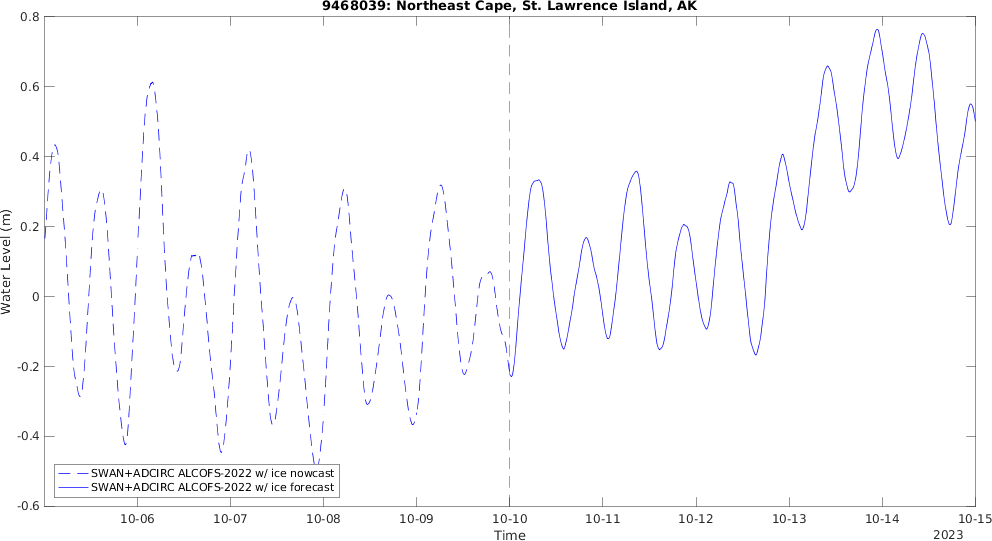 9468039: Northeast Cape, St. Lawrence Island, AK
0.8
0.6
0.4
0.2
0
-0.2
-0.4
-0.6
Water Level (m)
SWAN+ADCIRC ALCOFS-2022 w/ ice nowcast
SWAN+ADCIRC ALCOFS-2022 w/ ice forecast
10-06 10-07 10-08 10-09 10-10 10-11 10-12 10-13 10-14 10-15
Time
2023